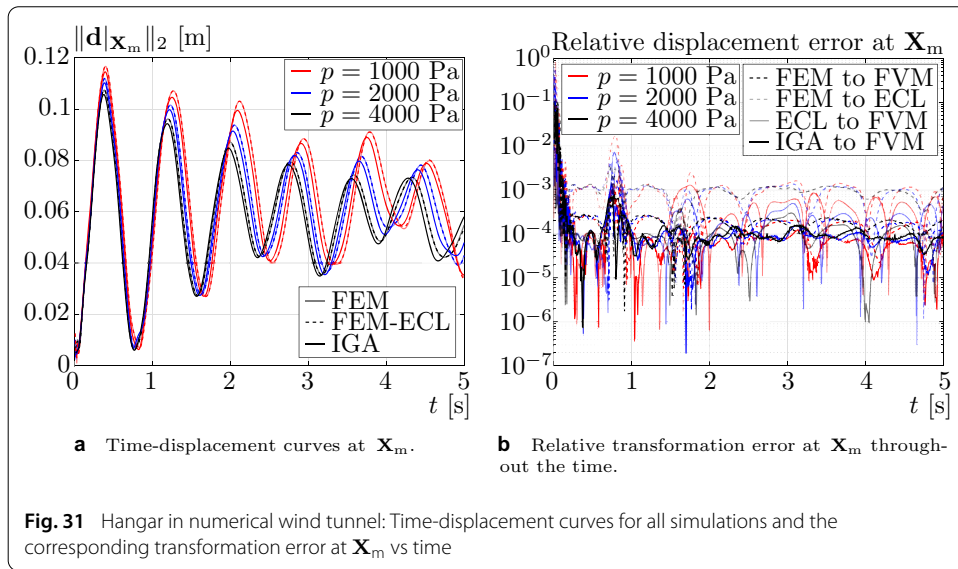 ‖d|Xm‖2 [m]
0.12
0.1
0.08
0.06
0.04
0.02
0
0
1
2
3
4
5
t [s]
p = 1000 Pa
p = 2000 Pa
p = 4000 Pa
FEM
FEM-ECL
IGA
a Time-displacement curves at Xm.
Relative displacement error at Xm
10^0
10^-1
10^-2
10^-3
10^-4
10^-5
10^-6
10^-7
0
1
2
3
4
5
t [s]
p = 1000 Pa
p = 2000 Pa
p = 4000 Pa
FEM to FVM
FEM to ECL
ECL to FVM
IGA to FVM
b Relative transformation error at Xm through-
out the time.
Fig. 31 Hangar in numerical wind tunnel: Time-displacement curves for all simulations and the
corresponding transformation error at Xm vs time